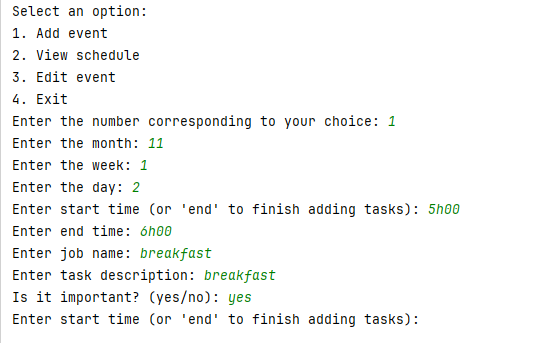 Select an option:
1. Add event
2. View schedule
3. Edit event
4. Exit
Enter the number corresponding to your choice: 1
Enter the month: 11
Enter the week: 1
Enter the day: 2
Enter start time (or 'end' to finish adding tasks): 5h00
Enter end time: 6h00
Enter job name: breakfast
Enter task description: breakfast
Is it important? (yes/no): yes
Enter start time (or 'end' to finish adding tasks):